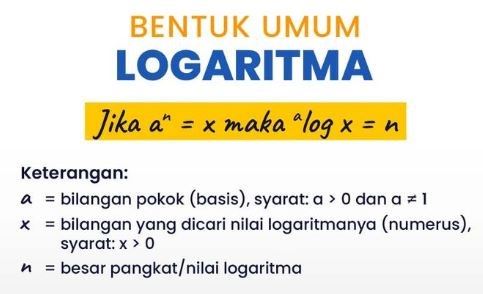 BENTUK UMUM
LOGARITMA
Jika aⁿ = x maka ᵃlog x = n
Keterangan:
a = bilangan pokok (basis), syarat: a > 0 dan a ≠ 1
x = bilangan yang dicari nilai logaritmanya (numerus),
syarat: x > 0
n = besar pangkat/nilai logaritma